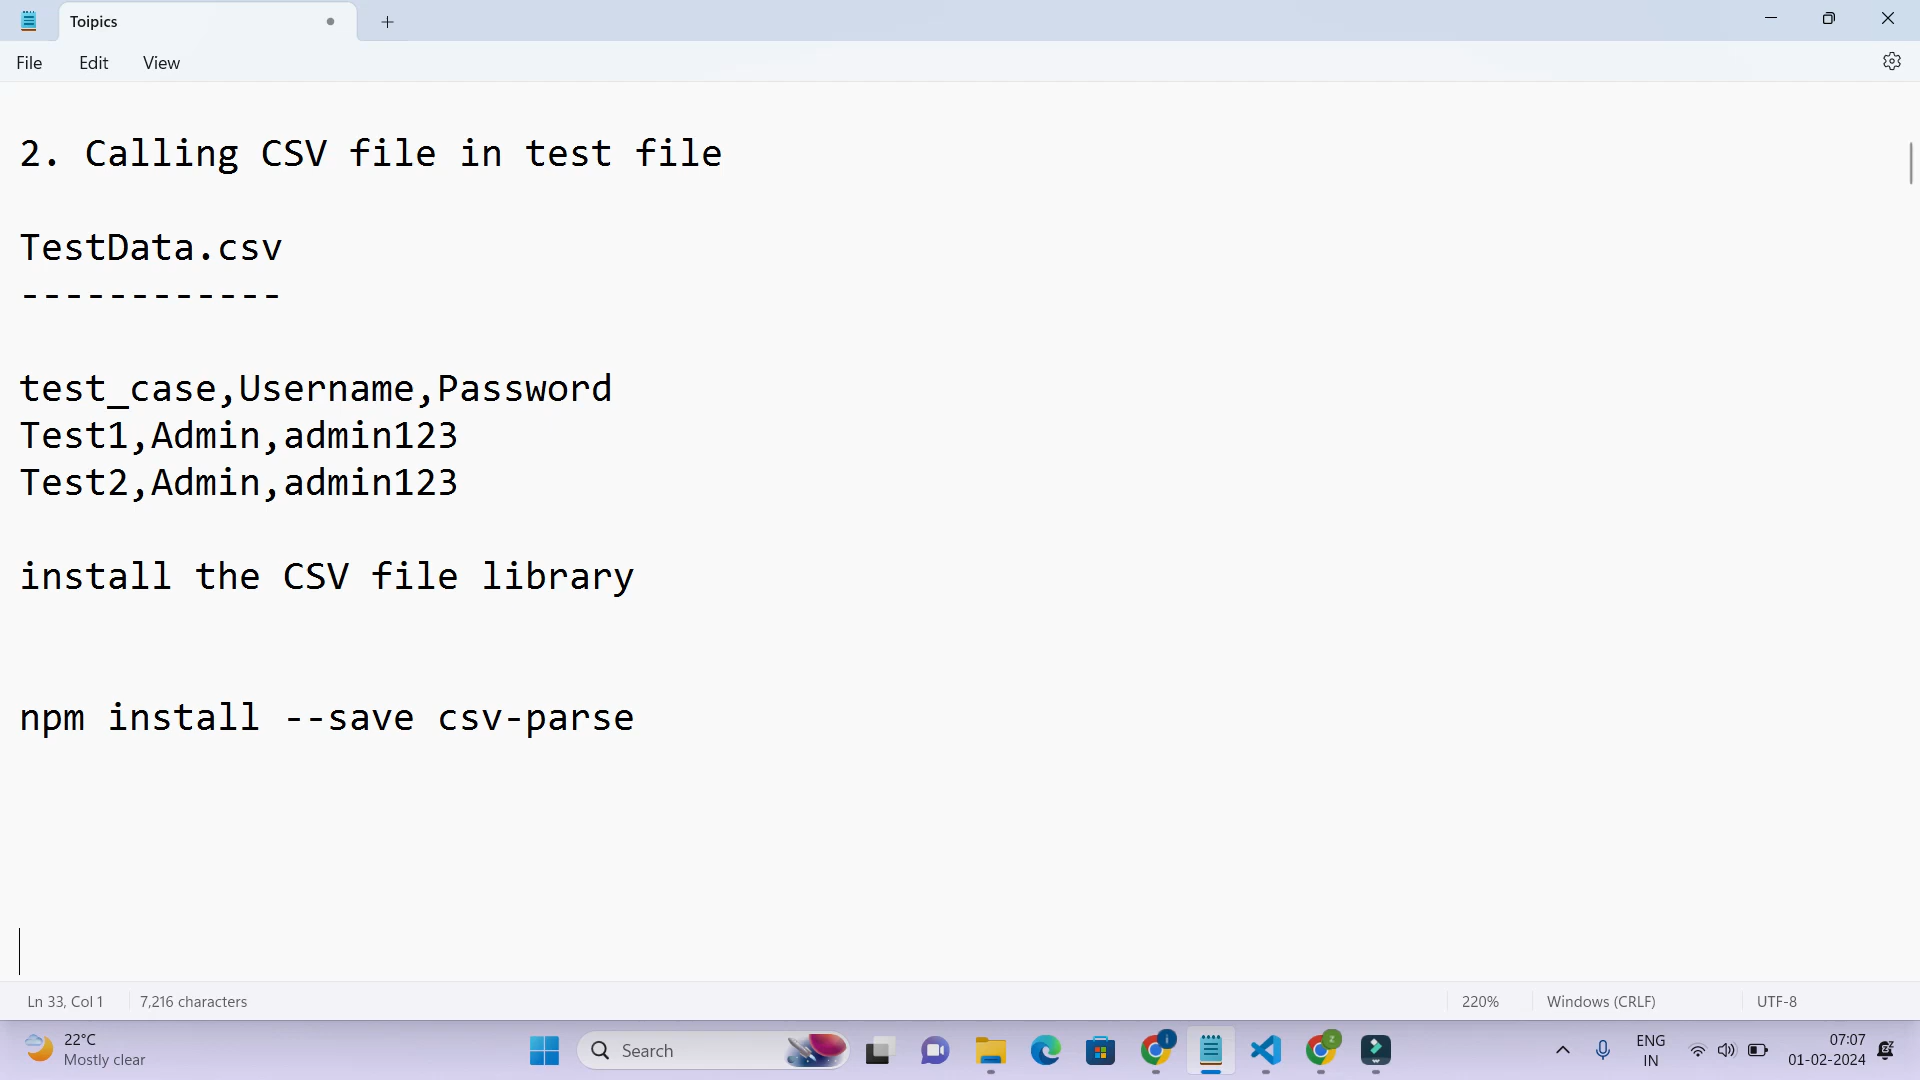 Toipics
File Edit View
2. Calling CSV file in test file
TestData.csv
------------
test_case,Username,Password
Test1,Admin,admin123
Test2,Admin,admin123
install the CSV file library
npm install --save csv-parse
Ln 33, Col 1 7,216 characters 220% Windows (CRLF) UTF-8
22°C
Mostly clear
Search
ENG
IN
07:07
01-02-2024